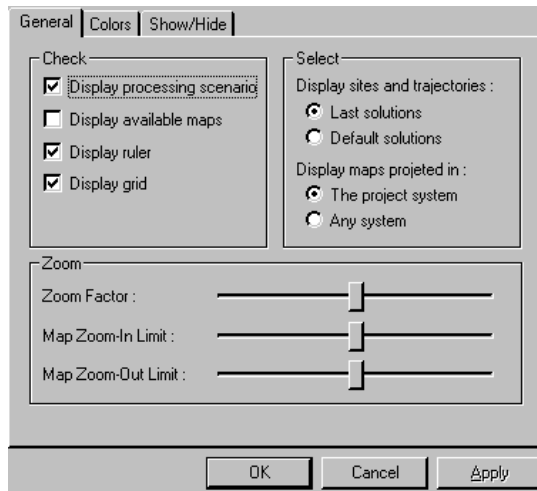 General Colors Show/Hide
Check
Display processing scenario
Display available maps
Display ruler
Display grid
Select
Display sites and trajectories :
Last solutions
Default solutions
Display maps projeted in :
The project system
Any system
Zoom
Zoom Factor :
Map Zoom-In Limit :
Map Zoom-Out Limit :
OK Cancel Apply